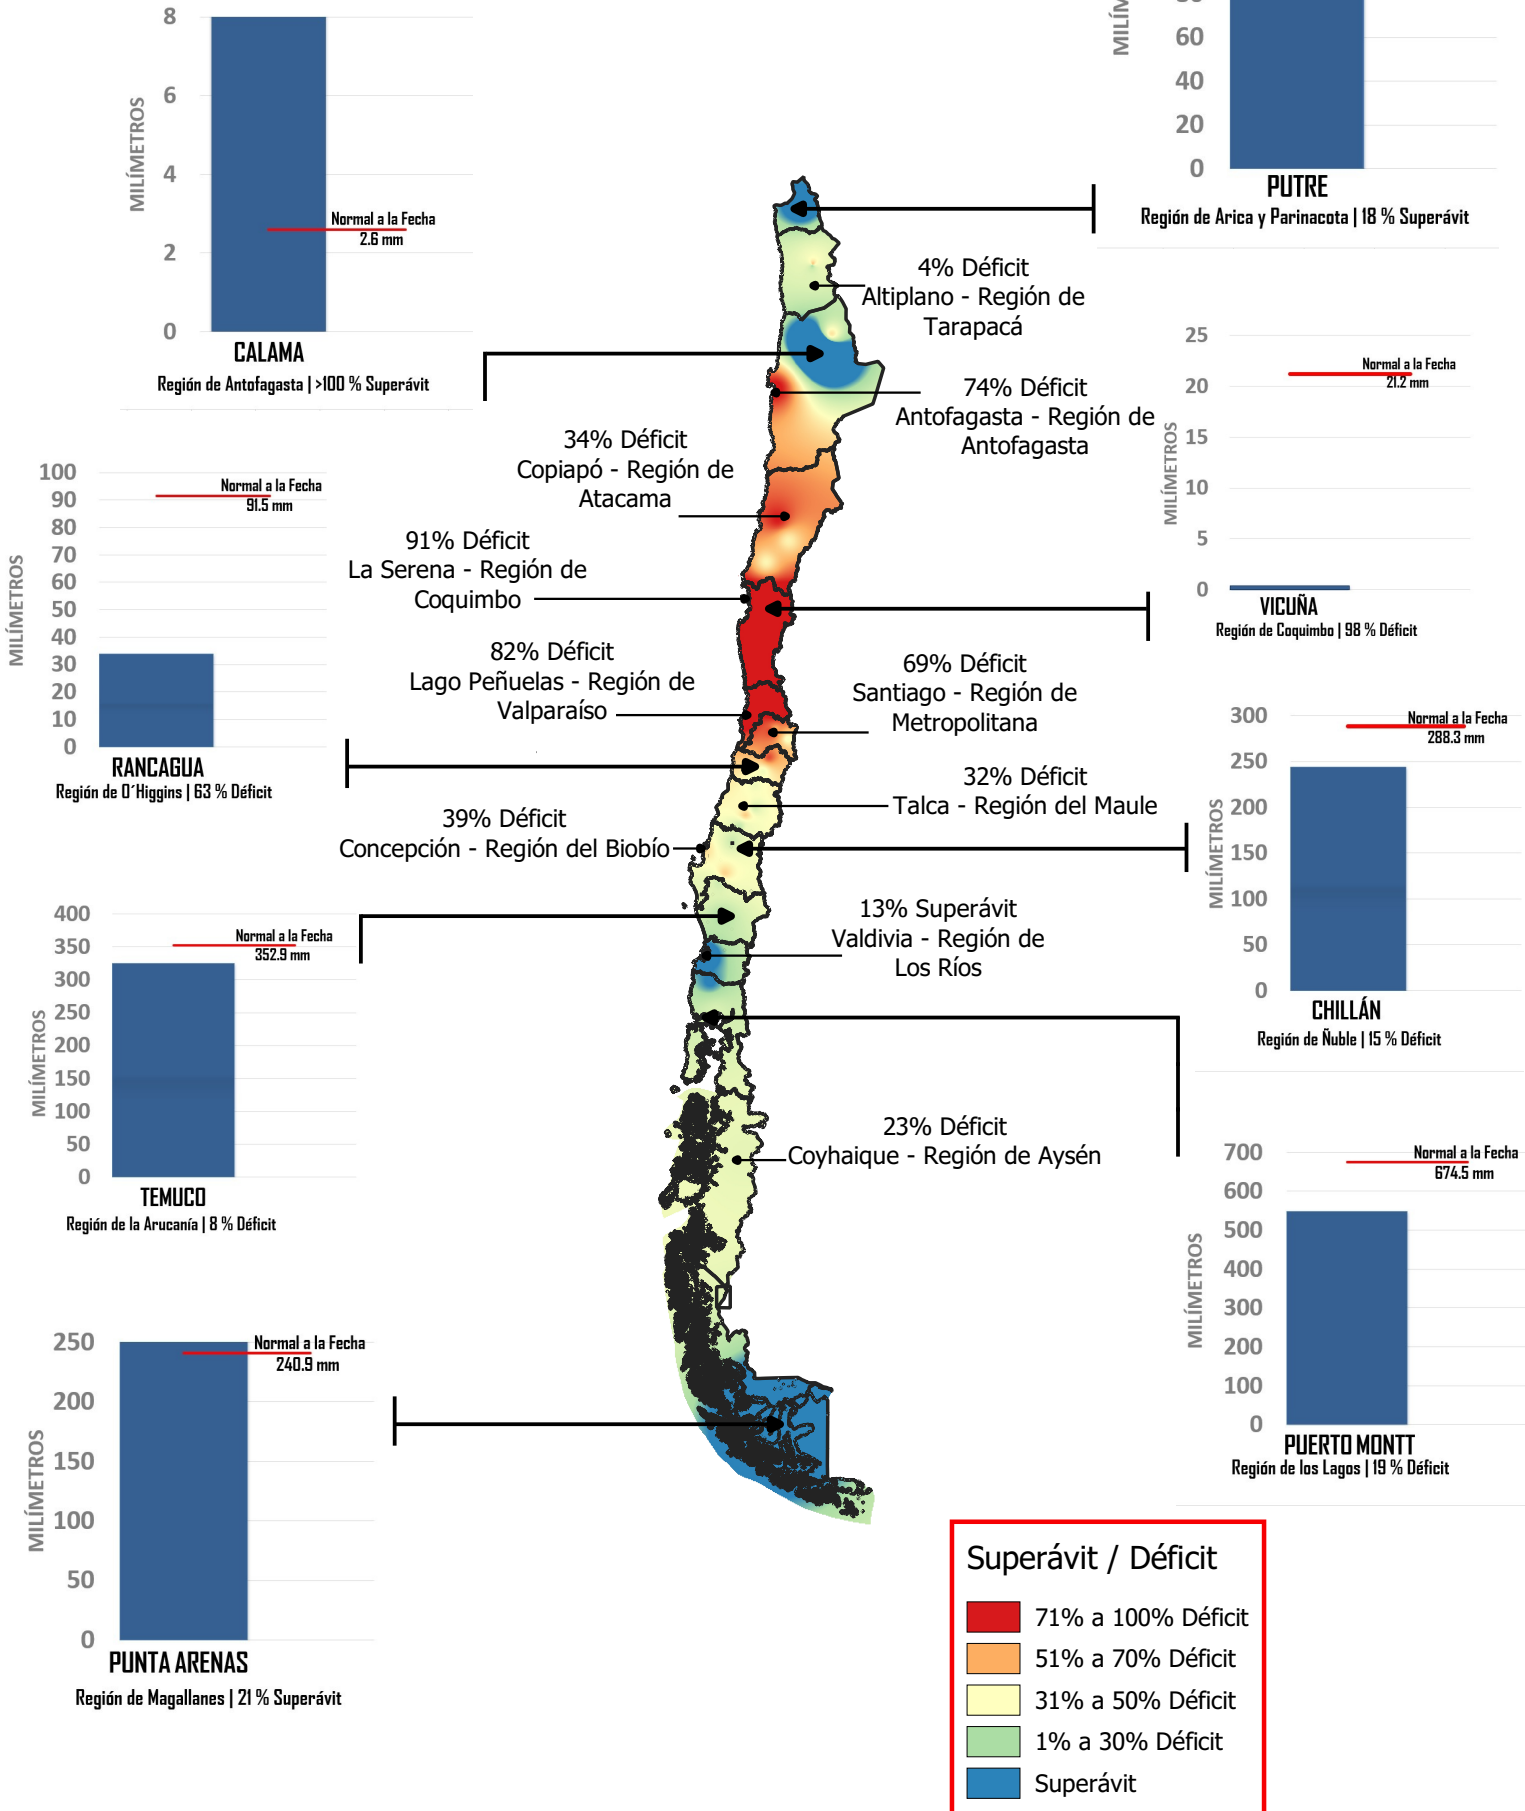 8
6
4
2
0
MILÍMETROS
Normal a la Fecha
2.6 mm
CALAMA
Región de Antofagasta | >100 % Superávit
60
40
20
0
PUTRE
Región de Arica y Parinacota | 18 % Superávit
4% Déficit
Altiplano - Región de
Tarapacá
74% Déficit
Antofagasta - Región de
Antofagasta
25
20
15
10
5
0
MILÍMETROS
Normal a la Fecha
21.2 mm
VICUÑA
Región de Coquimbo | 98 % Déficit
34% Déficit
Copiapó - Región de
Atacama
100
90
80
70
60
50
40
30
20
10
0
MILÍMETROS
Normal a la Fecha
91.5 mm
RANCAGUA
Región de O´Higgins | 63 % Déficit
91% Déficit
La Serena - Región de
Coquimbo
82% Déficit
Lago Peñuelas - Región de
Valparaíso
69% Déficit
Santiago - Región de
Metropolitana
32% Déficit
Talca - Región del Maule
300
250
200
150
100
50
0
MILÍMETROS
Normal a la Fecha
288.3 mm
CHILLÁN
Región de Ñuble | 15 % Déficit
39% Déficit
Concepción - Región del Biobío
400
350
300
250
200
150
100
50
0
MILÍMETROS
Normal a la Fecha
352.9 mm
TEMUCO
Región de la Arucanía | 8 % Déficit
13% Superávit
Valdivia - Región de
Los Ríos
23% Déficit
Coyhaique - Región de Aysén
700
600
500
400
300
200
100
0
MILÍMETROS
Normal a la Fecha
674.5 mm
PUERTO MONTT
Región de los Lagos | 19 % Déficit
250
200
150
100
50
0
MILÍMETROS
Normal a la Fecha
240.9 mm
PUNTA ARENAS
Región de Magallanes | 21 % Superávit
Superávit / Déficit
71% a 100% Déficit
51% a 70% Déficit
31% a 50% Déficit
1% a 30% Déficit
Superávit